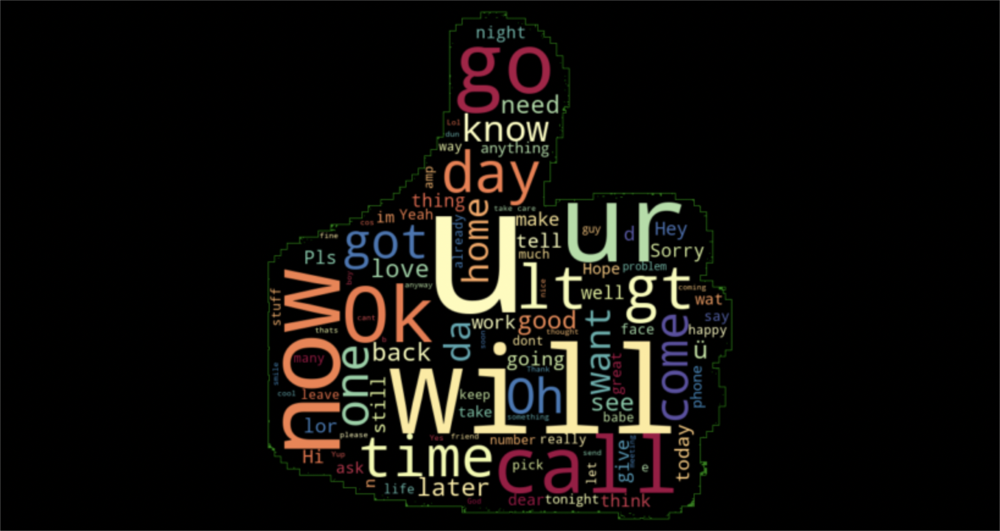 night
go
need
Lol
know
dun
way
anything
day
amp
thing
home
take care
ur
cos
im
Yeah
already
u
make
guy
d
Hey
fine
got
tell
Sorry
Pls
love
much
Hope
problem
boy
anyway
lt
nice
well
gt
coming
now
stuff
Ok
cant
wat
da
work
good
want
come
say
thats
b
soon
thought
face
happy
dont
many
one
back
will
going
ü
smile
Thank
great
phone
cool
leave
still
keep
Oh
see
take
something
babe
lor
please
Yes
friend
number
really
call
today
Hi
Yup
time
send
give
meeting
ask
pick
let
e
n
life
later
God
dear
tonight
think